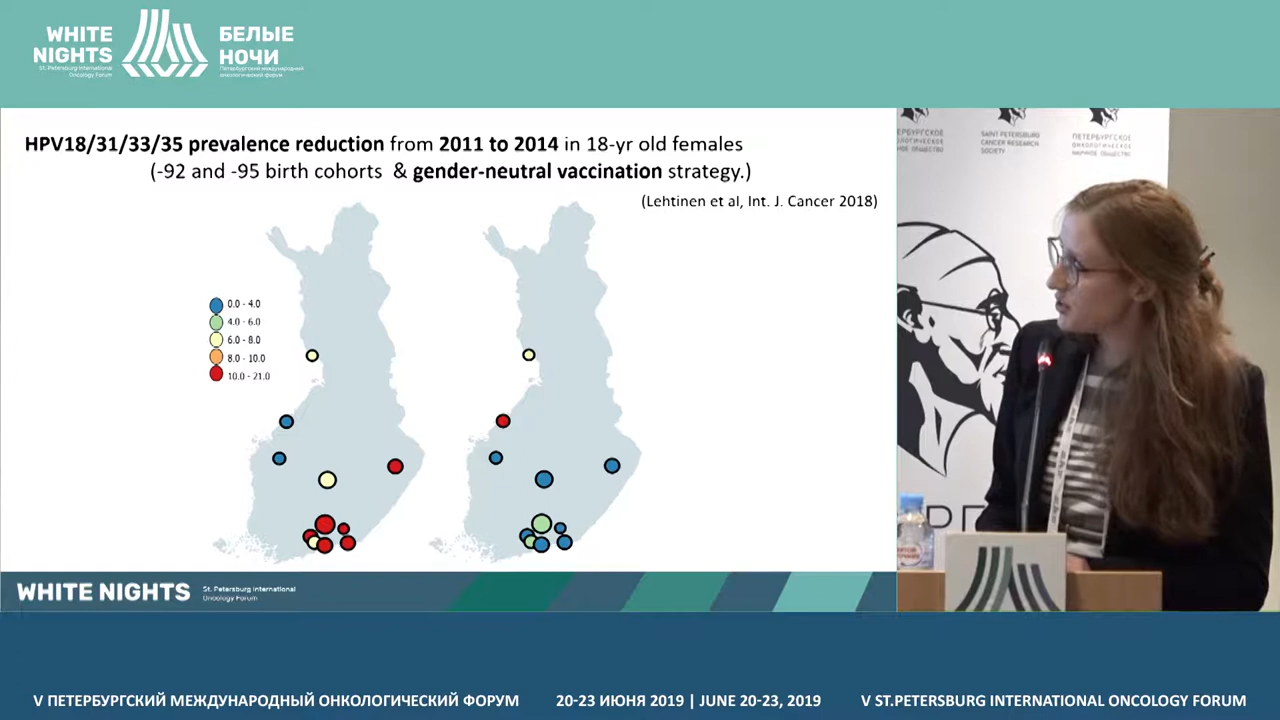 WHITE
NIGHTS
St. Petersburg International
Oncology Forum
БЕЛЫЕ
НОЧИ
Петербургский международный
онкологический форум
HPV18/31/33/35 prevalence reduction from 2011 to 2014 in 18-yr old females
(-92 and -95 birth cohorts & gender-neutral vaccination strategy.)
(Lehtinen et al, Int. J. Cancer 2018)
0.0 - 4.0
4.0 - 6.0
6.0 - 8.0
8.0 - 10.0
10.0 - 21.0
SAINT PETERSBURG
CANCER RESEARCH
SOCIETY
ПЕТЕРБУРГСКОЕ
ОНКОЛОГИЧЕСКОЕ
НАУЧНОЕ ОБЩЕСТВО
WHITE NIGHTS
St. Petersburg International
Oncology Forum
V ПЕТЕРБУРГСКИЙ МЕЖДУНАРОДНЫЙ ОНКОЛОГИЧЕСКИЙ ФОРУМ
20-23 ИЮНЯ 2019 | JUNE 20-23, 2019
V ST.PETERSBURG INTERNATIONAL ONCOLOGY FORUM